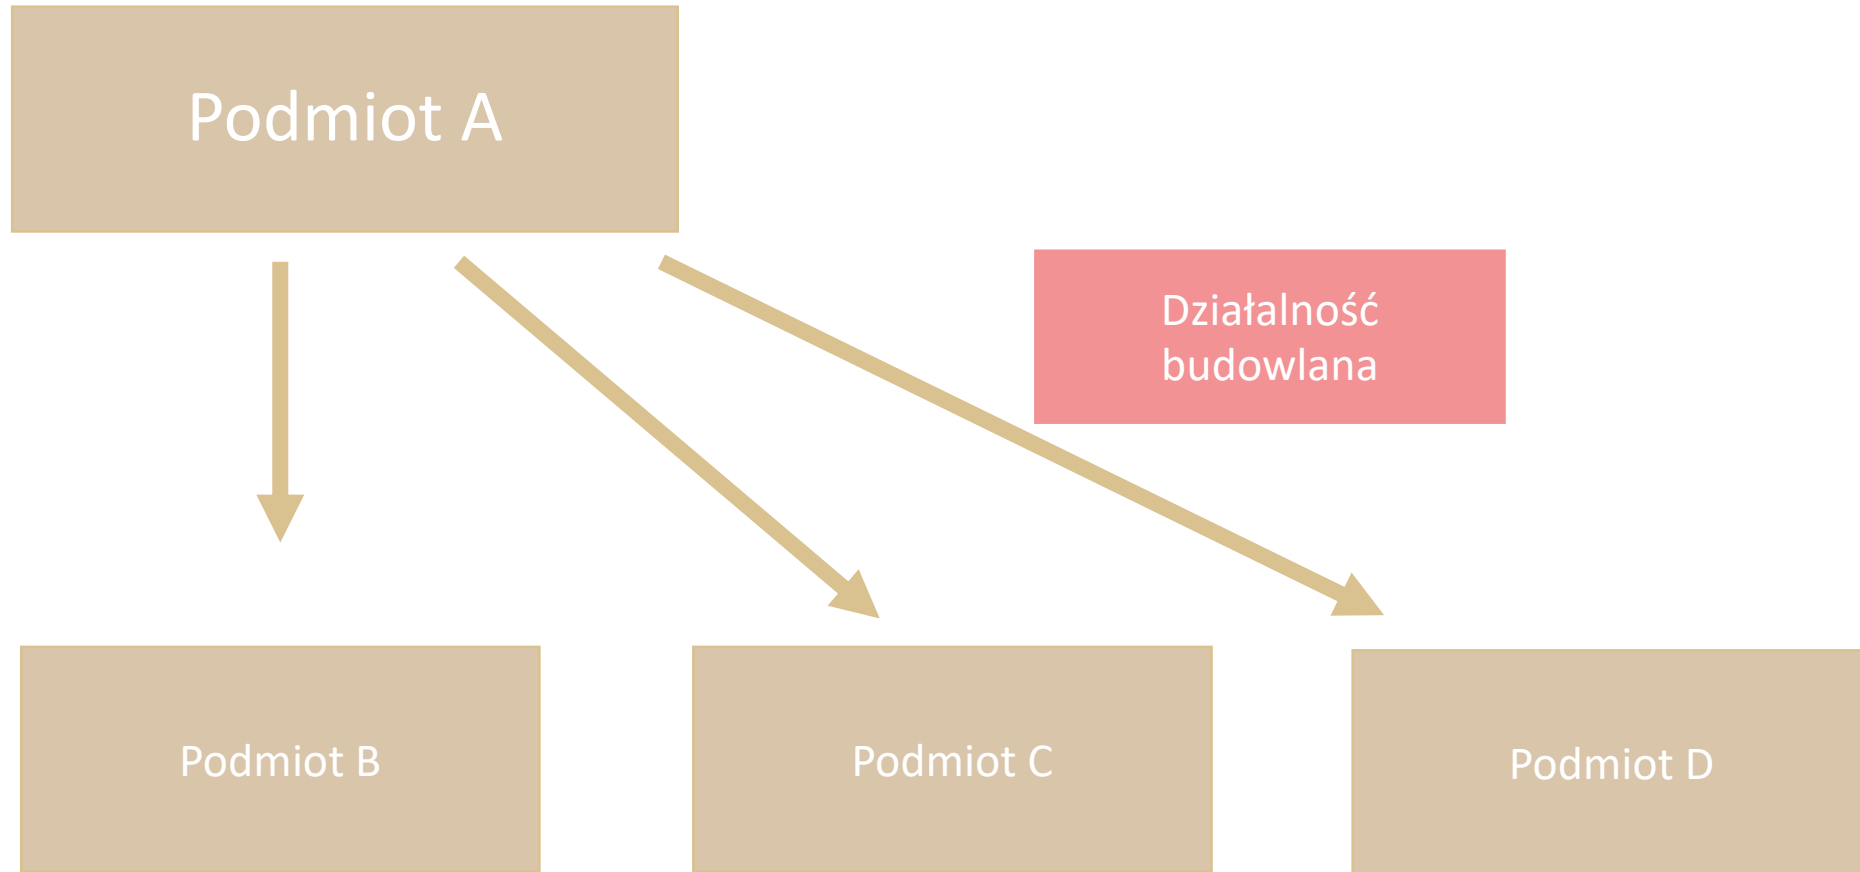 Podmiot A
Działalność
budowlana
Podmiot B
Podmiot C
Podmiot D